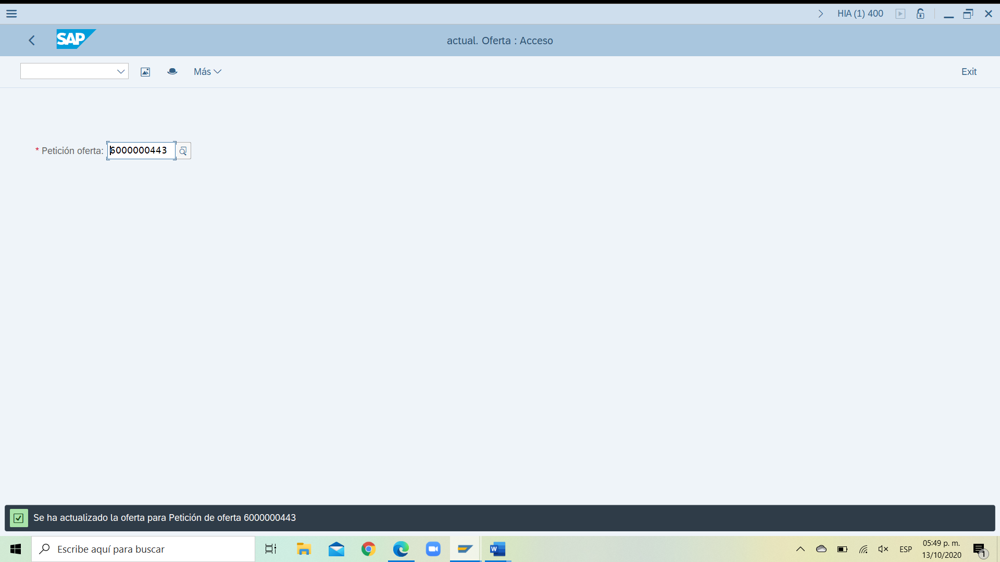 HIA (1) 400
SAP
actual. Oferta : Acceso
Más
Exit
* Petición oferta: 6000000443
Se ha actualizado la oferta para Petición de oferta 6000000443
Escribe aquí para buscar
W
ESP
05:49 p. m.
13/10/2020
1